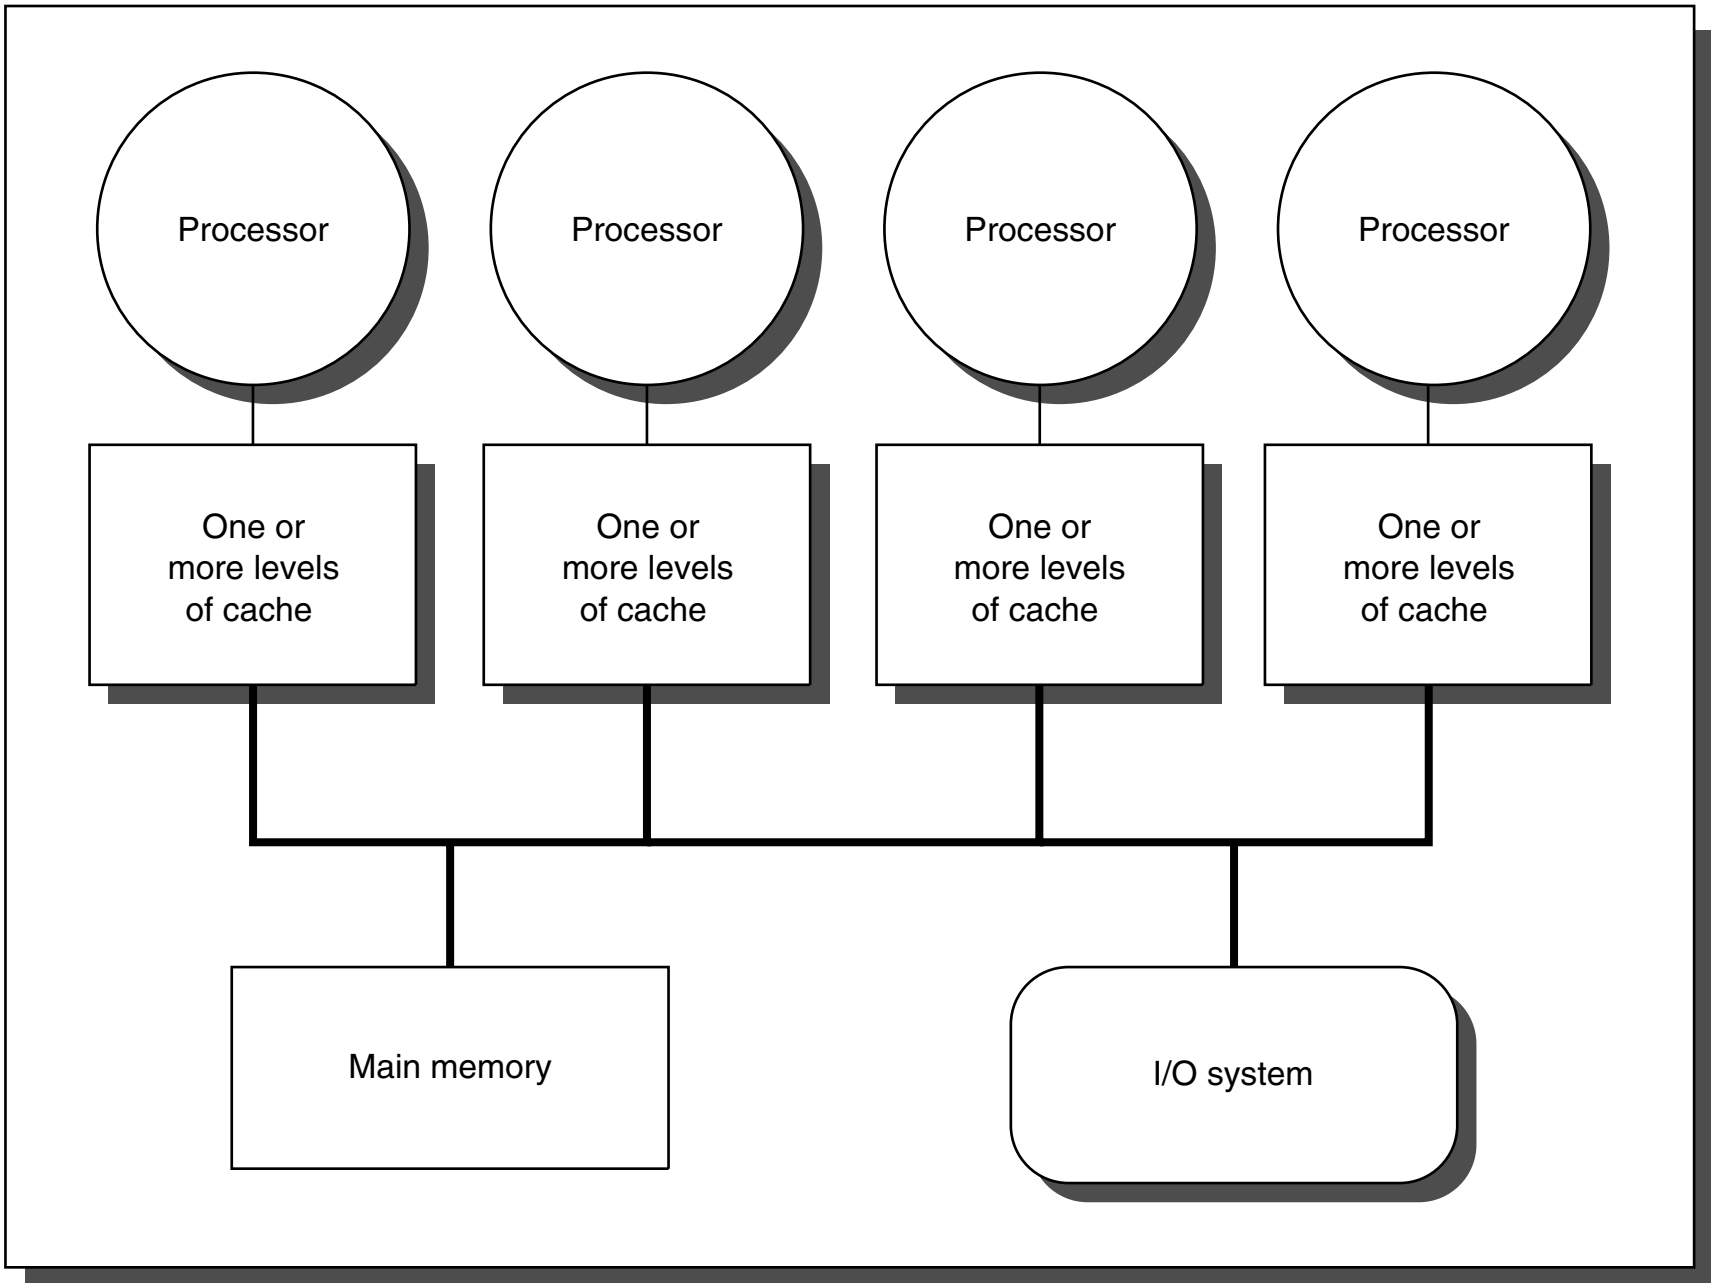 Processor
Processor
Processor
Processor
One or
more levels
of cache
One or
more levels
of cache
One or
more levels
of cache
One or
more levels
of cache
Main memory
I/O system